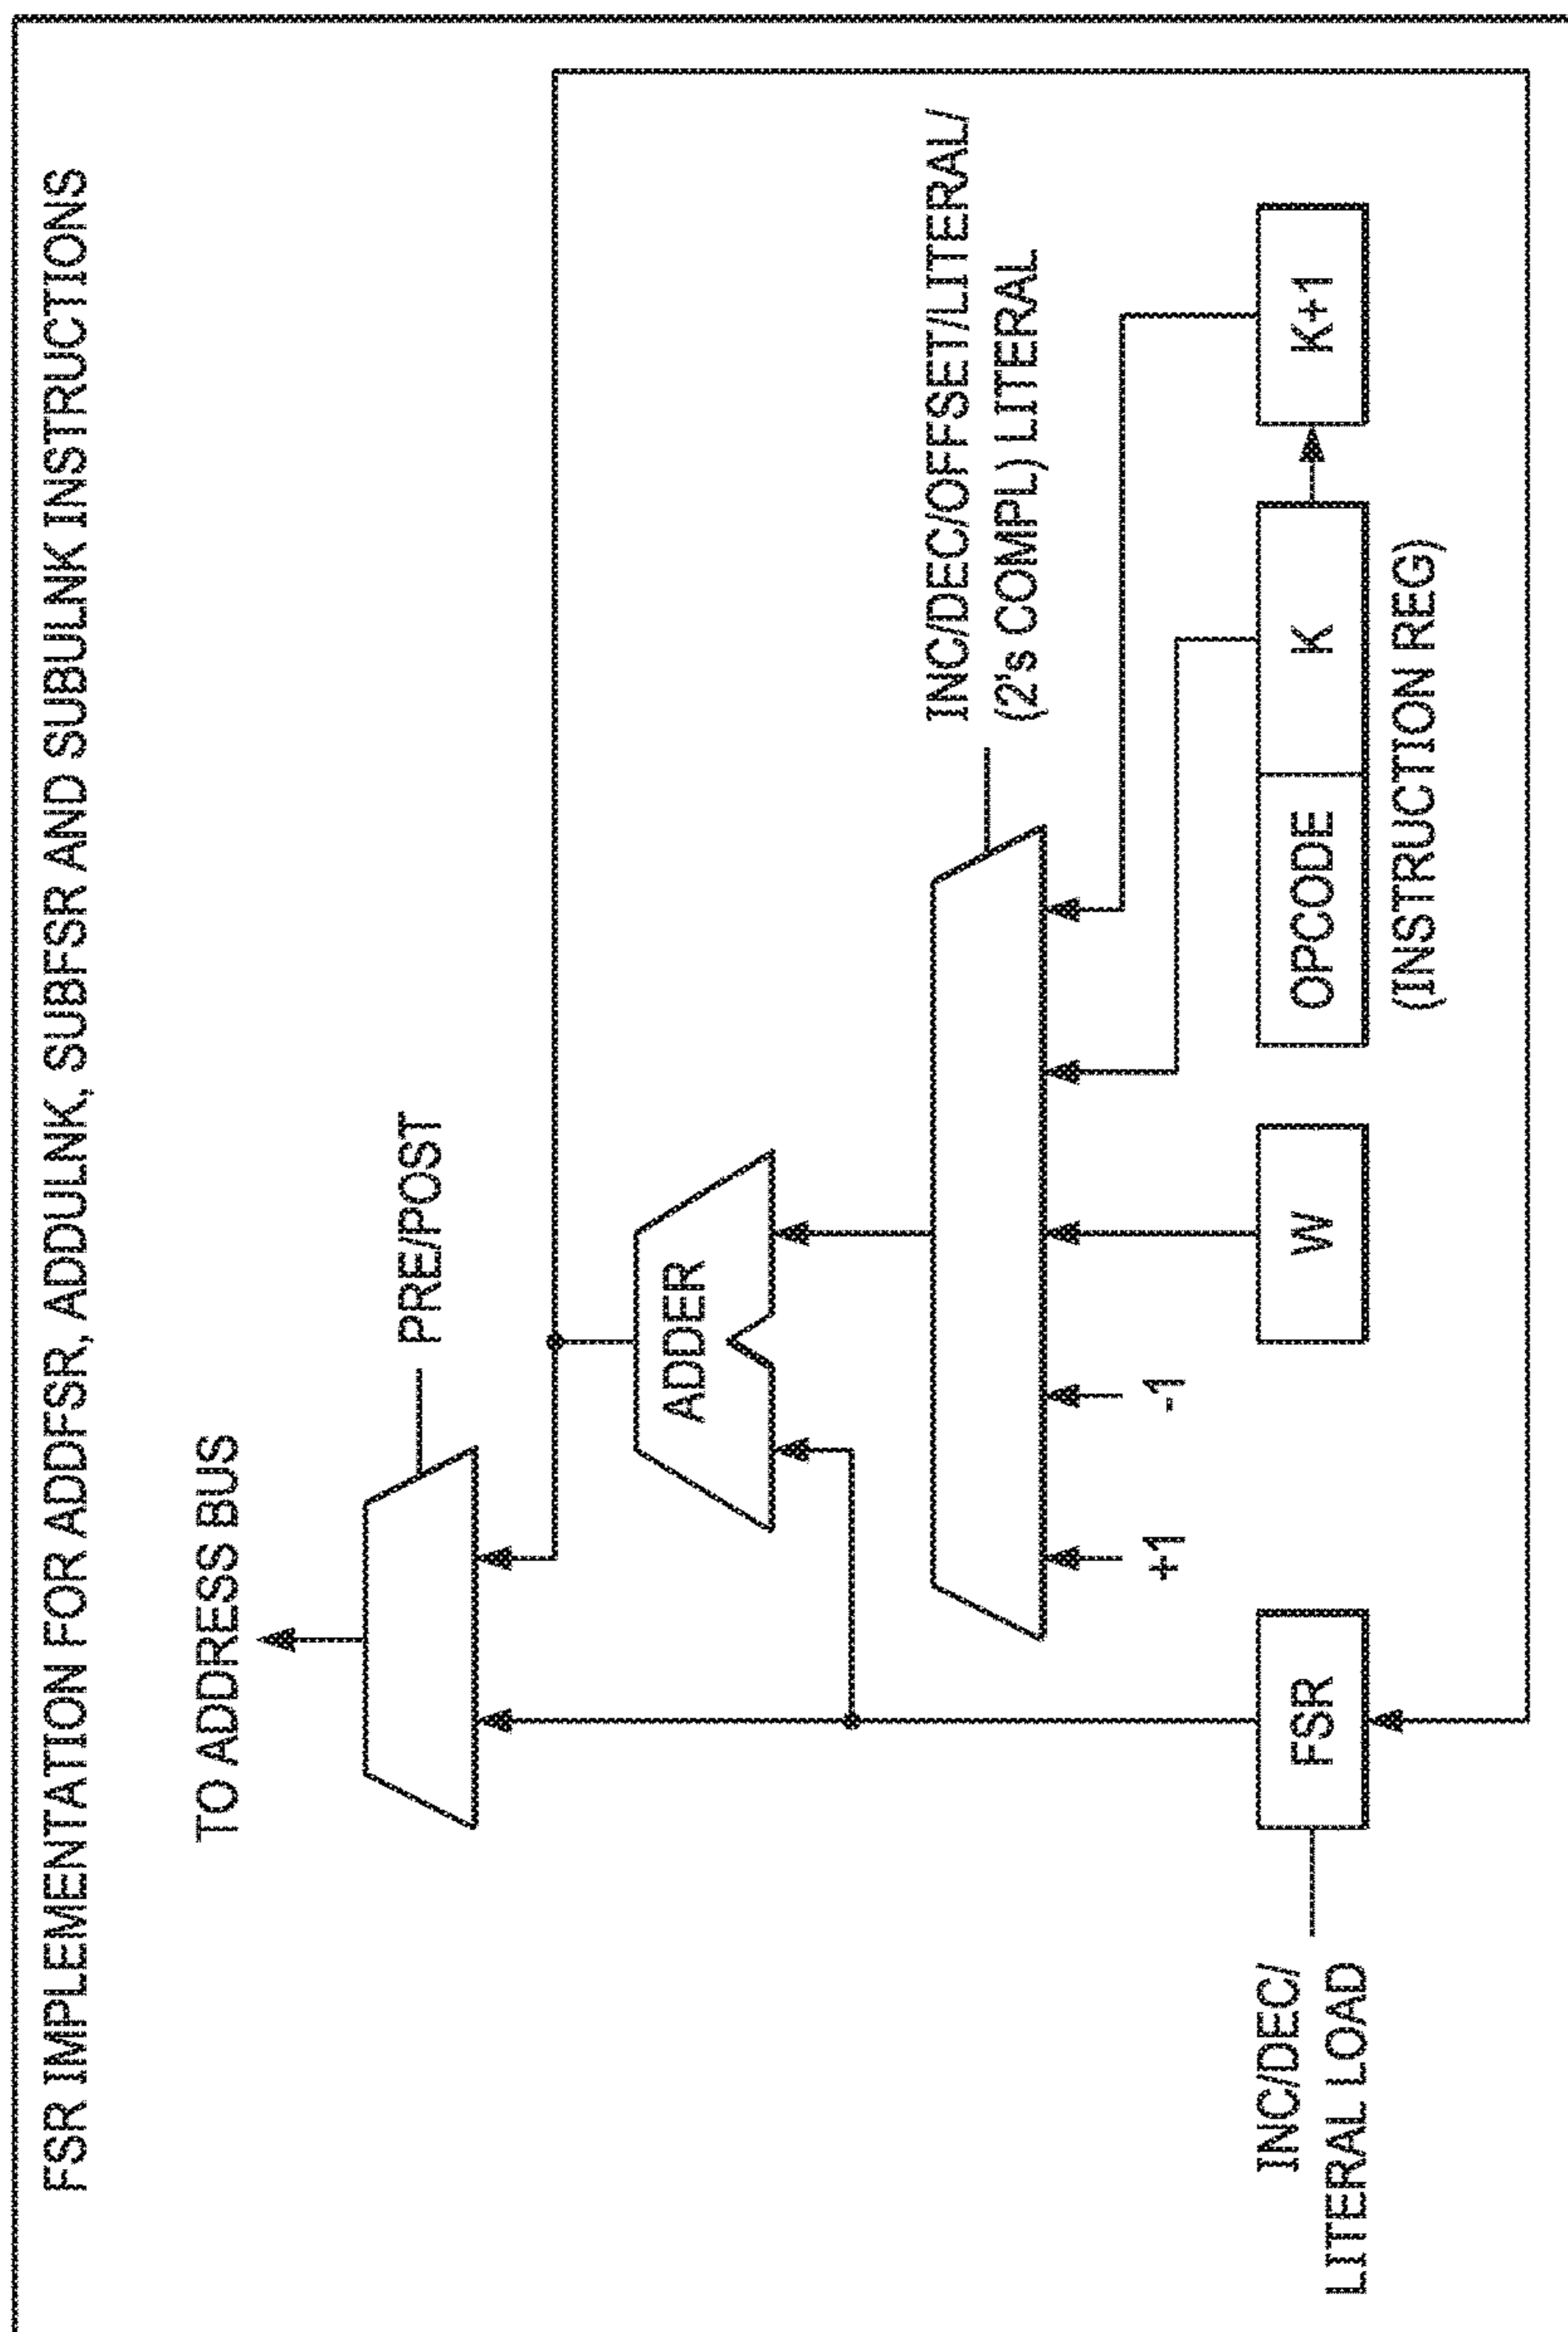 FSR IMPLEMENTATION FOR ADDFSR, ADDULNK, SUBFSR AND SUBULNK INSTRUCTIONS
TO ADDRESS BUS
PRE/POST
ADDER
INC/DEC/OFFSET/LITERAL/
(2's COMPL) LITERAL
+1
-1
INC/DEC/
LITERAL LOAD
FSR
W
OPCODE
K
K+1
(INSTRUCTION REG)